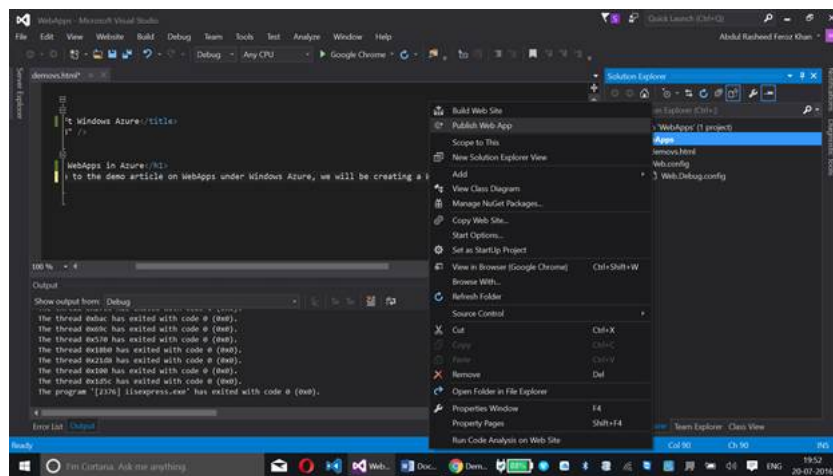 WebApps - Microsoft Visual Studio
Quick Launch (Ctrl+Q)
File Edit View Website Build Debug Team Tools Test Analyze Window Help
Abdul Rasheed Feroz Khan
Debug Any CPU Google Chrome
Server Explorer
demovs.html*
t Windows Azure</title>
" />
WebApps in Azure</h1>
to the demo article on WebApps under Windows Azure, we will be creating a
100 %
Output
Show output from: Debug
The thread 0xbac has exited with code 0 (0x0).
The thread 0x69c has exited with code 0 (0x0).
The thread 0x570 has exited with code 0 (0x0).
The thread 0x18b0 has exited with code 0 (0x0).
The thread 0x21d8 has exited with code 0 (0x0).
The thread 0x100 has exited with code 0 (0x0).
The thread 0x1d5c has exited with code 0 (0x0).
The program '[2376] iisexpress.exe' has exited with code 0 (0x0).
Error List Output
Build Web Site
Publish Web App
Scope to This
New Solution Explorer View
Add
View Class Diagram
Manage NuGet Packages...
Copy Web Site...
Start Options...
Set as StartUp Project
View in Browser (Google Chrome) Ctrl+Shift+W
Browse With...
Refresh Folder
Source Control
Cut Ctrl+X
Copy Ctrl+C
Paste Ctrl+V
Remove Del
Open Folder in File Explorer
Properties Window F4
Property Pages Shift+F4
Run Code Analysis on Web Site
Solution Explorer
Explorer (Ctrl+;)
'WebApps' (1 project)
Apps
demovs.html
Web.config
Web.Debug.config
Team Explorer Class View
Ready
Col 90 Ch 90 INS
I'm Cortana. Ask me anything.
Web...
Doc...
Dem...
88%
ENG
19:52